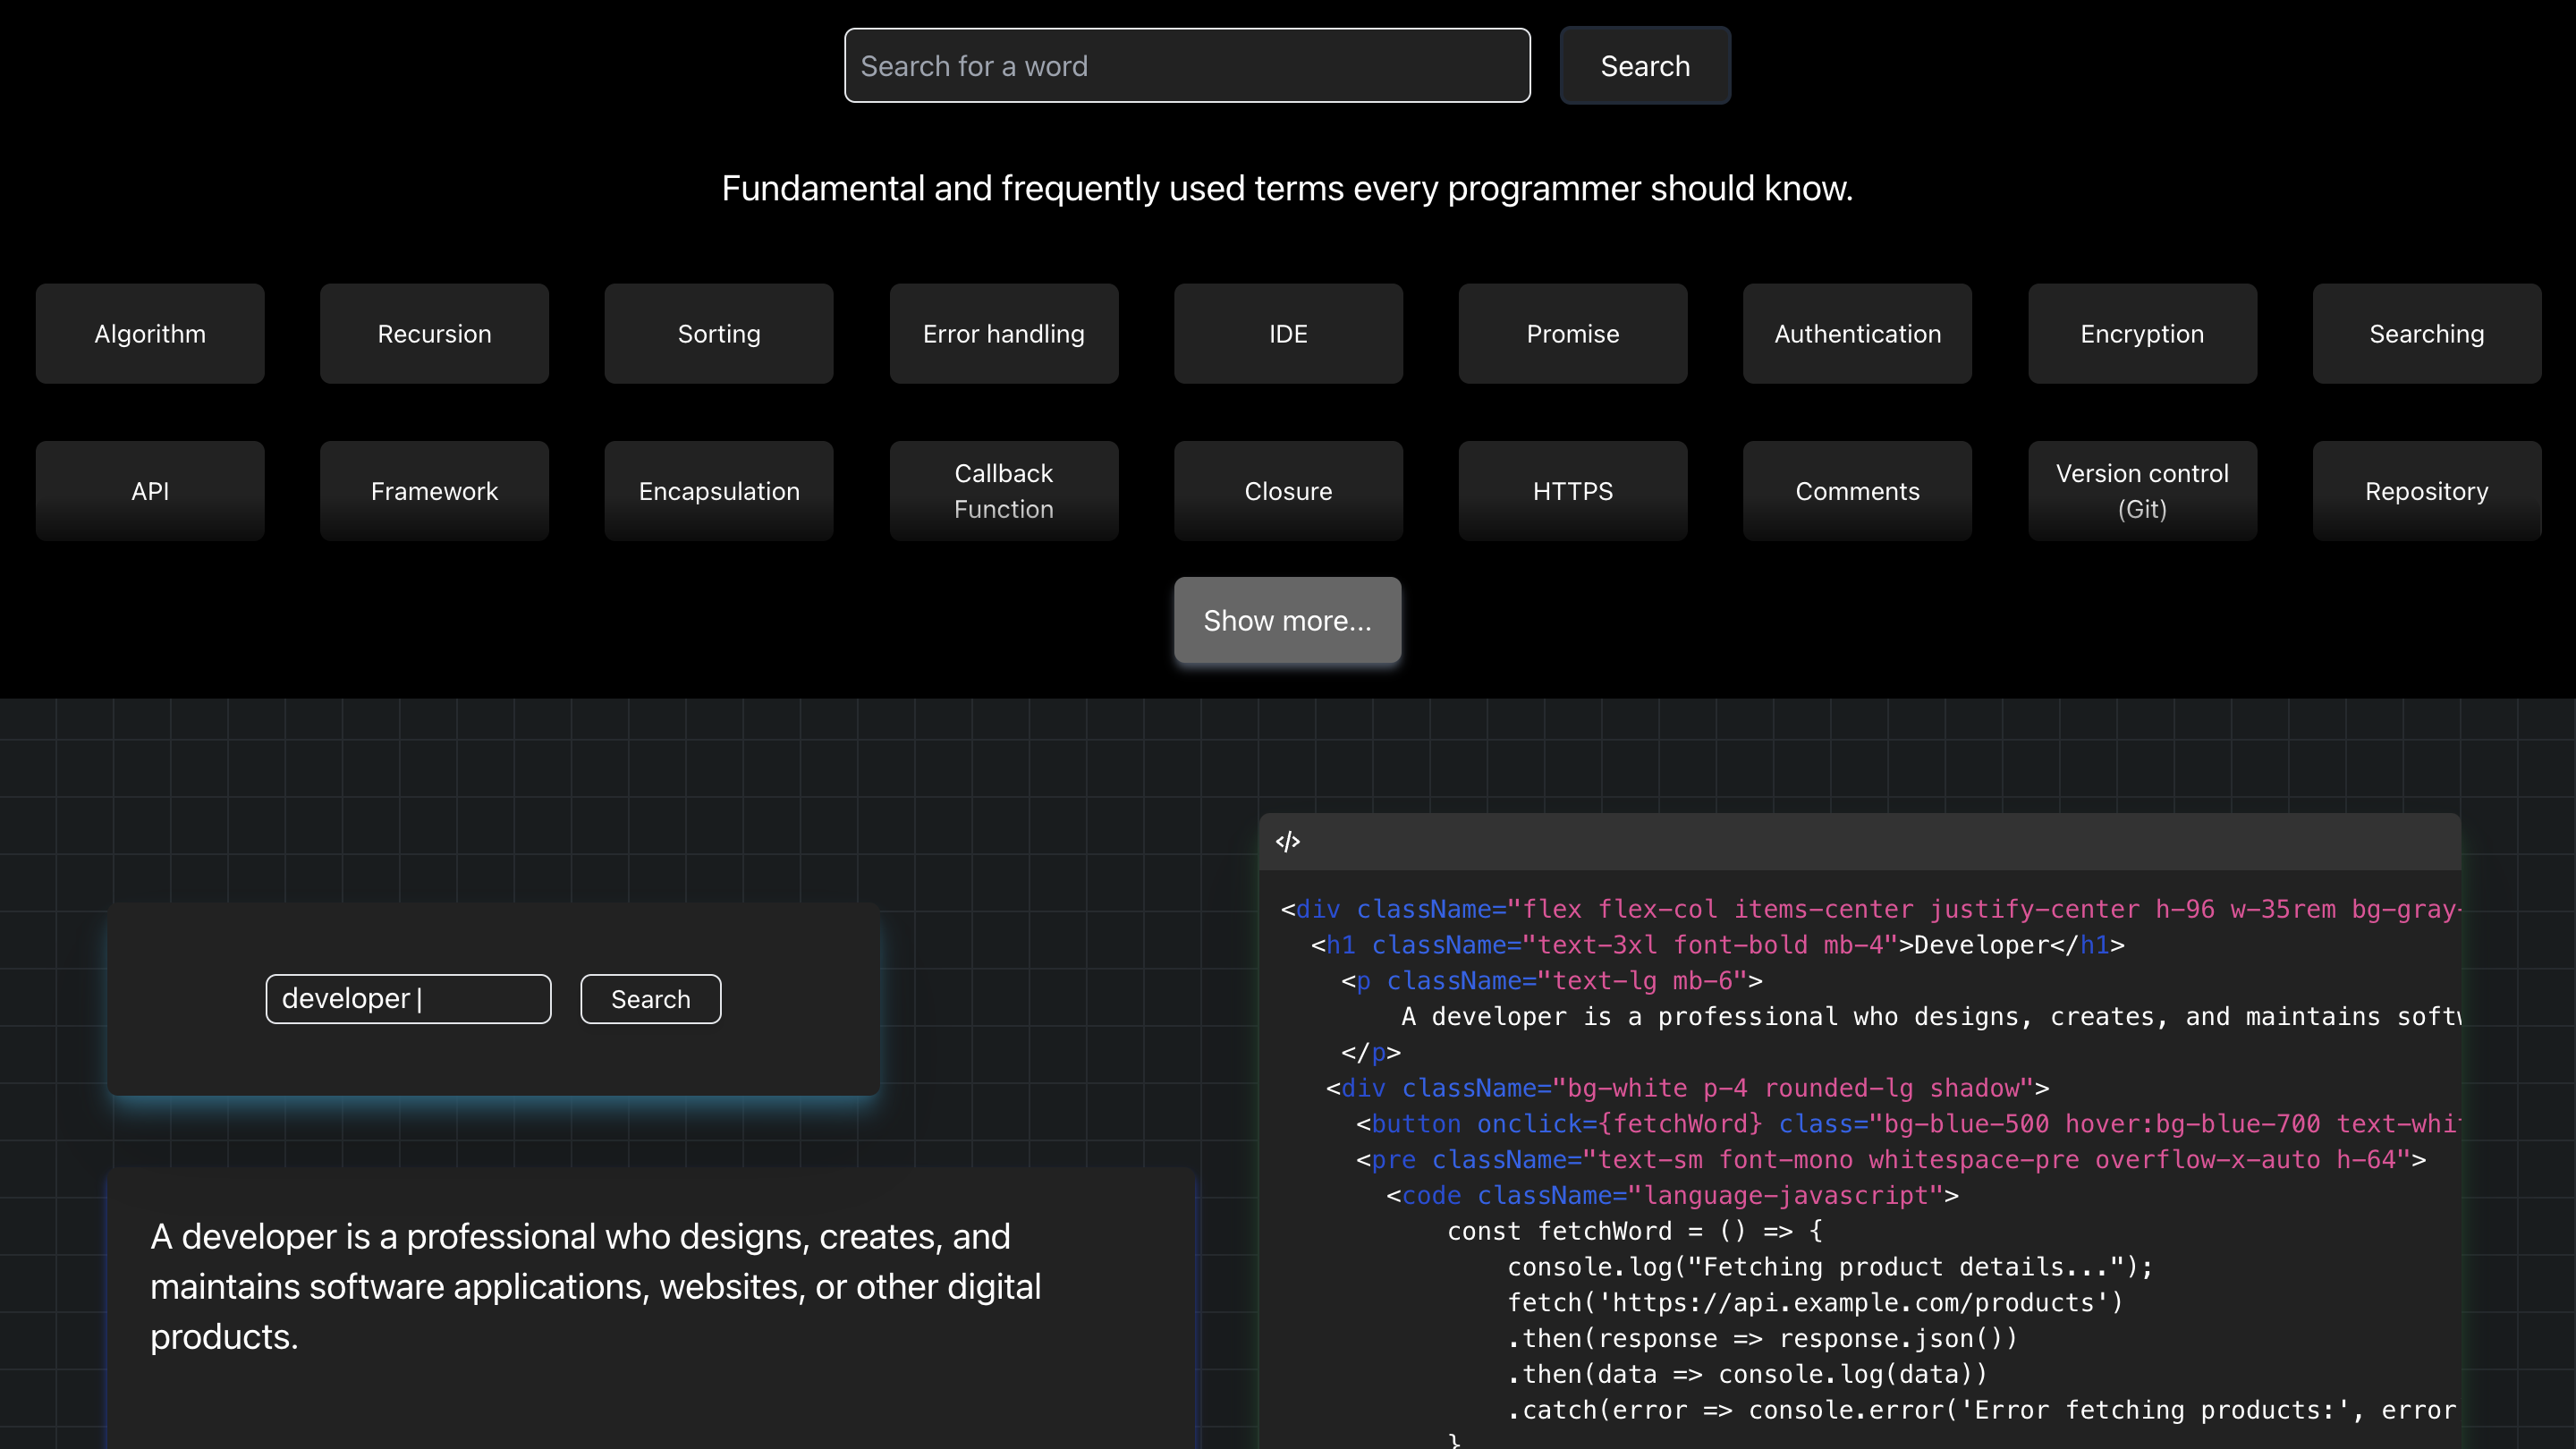 Search for a word
Search
Fundamental and frequently used terms every programmer should know.
Algorithm
Recursion
Sorting
Error handling
IDE
Promise
Authentication
Encryption
Searching
API
Framework
Encapsulation
Callback
Function
Closure
HTTPS
Comments
Version control
(Git)
Repository
Show more...
developer|
Search
A developer is a professional who designs, creates, and
maintains software applications, websites, or other digital
products.
</>
<div className="flex flex-col items-center justify-center h-96 w-35rem bg-gray-
<h1 className="text-3xl font-bold mb-4">Developer</h1>
<p className="text-lg mb-6">
A developer is a professional who designs, creates, and maintains
</p>
<div className="bg-white p-4 rounded-lg shadow">
<button onclick={fetchWord} class="bg-blue-500 hover:bg-blue-700
<pre className="text-sm font-mono whitespace-pre overflow-x-auto h-64">
<code className="language-javascript">
const fetchWord = () => {
console.log("Fetching product details...");
fetch('https://api.example.com/products')
.then(response => response.json())
.then(data => console.log(data))
.catch(error => console.error('Error fetching products:', error
}